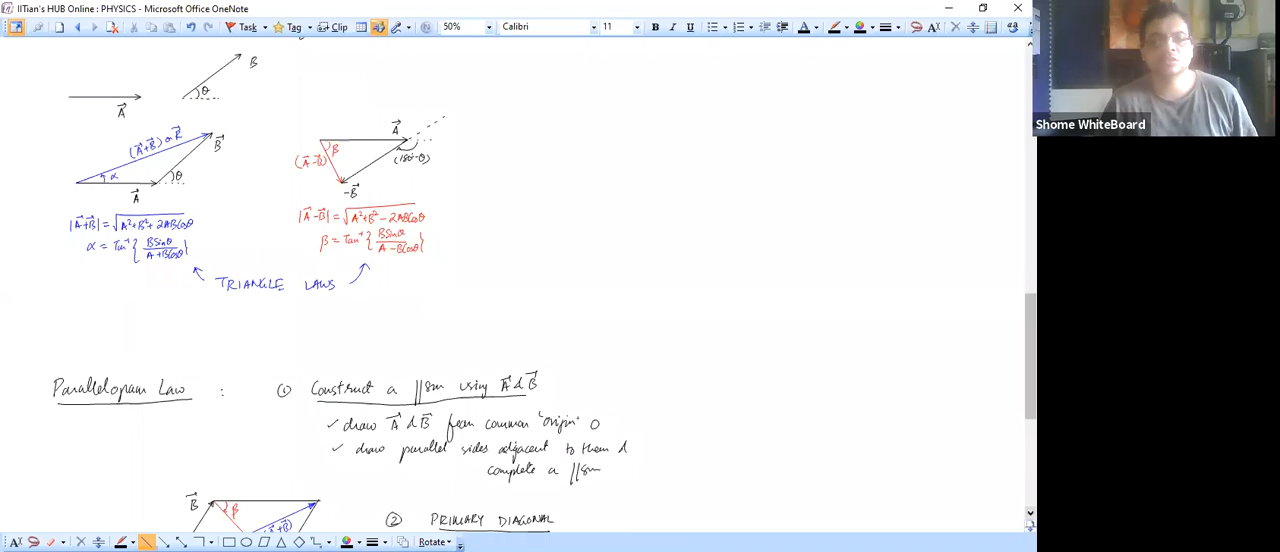 IITian's HUB Online : PHYSICS - Microsoft Office OneNote
Tag
Clip
50%
Calibri
11
B I U
Shome WhiteBoard
B⃗
θ
A⃗
(A⃗+B⃗) or R⃗
B⃗
α
θ
A⃗
A⃗
β
(A⃗-B⃗)
(180-θ)
-B⃗
|A⃗+B⃗| = √A²+B²+2ABCosθ
α = Tan⁻¹ { BSinθ / A+BCosθ }
|A⃗-B⃗| = √A²+B²-2ABCosθ
β = Tan⁻¹ { BSinθ / A-BCosθ }
TRIANGLE LAWS
Parallelogram Law : ① Construct a ||gm using A⃗ & B⃗
✓ draw A⃗ & B⃗ from common "origin" O
✓ draw parallel sides adjacent to them &
complete a ||gm
B⃗
β
(A⃗+B⃗)
② PRIMARY DIAGONAL
Rotate